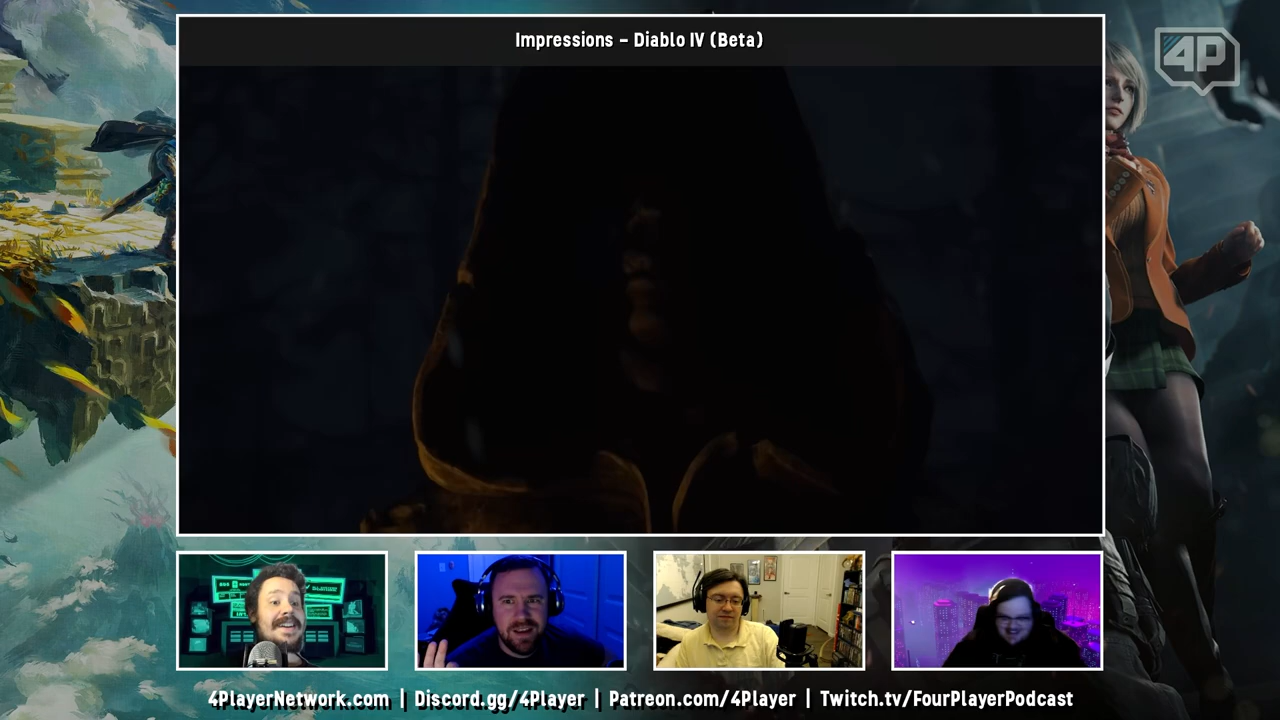 Impressions - Diablo IV (Beta)
4P
4PlayerNetwork.com | Discord.gg/4Player | Patreon.com/4Player | Twitch.tv/FourPlayerPodcast